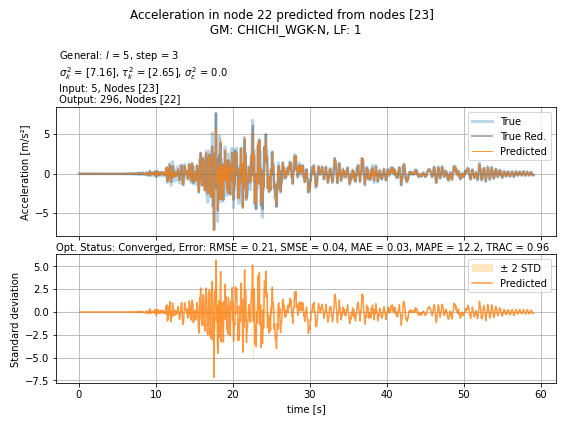 Acceleration in node 22 predicted from nodes [23]
GM: CHICHI_WGK-N, LF: 1
General: l = 5, step = 3
σ_k² = [7.16], τ_k² = [2.65], σ_ε² = 0.0
Input: 5, Nodes [23]
Output: 296, Nodes [22]
Acceleration [m/s²]
5
0
−5
True
True Red.
Predicted
Opt. Status: Converged, Error: RMSE = 0.21, SMSE = 0.04, MAE = 0.03, MAPE = 12.2, TRAC = 0.96
Standard deviation
5.0
2.5
0.0
−2.5
−5.0
−7.5
± 2 STD
Predicted
0 10 20 30 40 50 60
time [s]